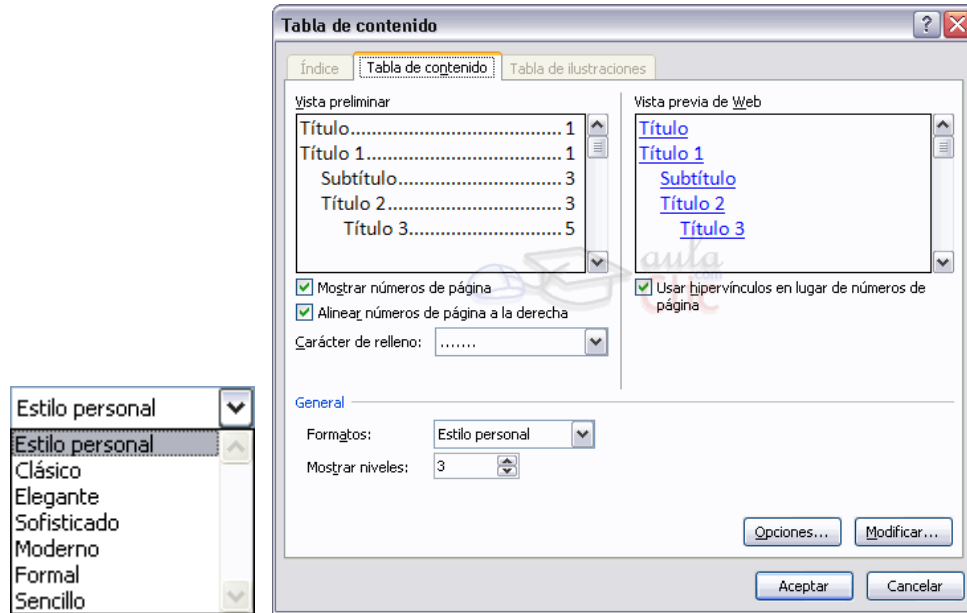 Estilo personal
Estilo personal
Clásico
Elegante
Sofisticado
Moderno
Formal
Sencillo
Tabla de contenido
Índice Tabla de contenido Tabla de ilustraciones
Vista preliminar
Título..................................... 1
Título 1................................... 1
Subtítulo............................. 3
Título 2............................... 3
Título 3........................... 5
Mostrar números de página
Alinear números de página a la derecha
Carácter de relleno: .......
Vista previa de Web
Título
Título 1
Subtítulo
Título 2
Título 3
Usar hipervínculos en lugar de números de
página
aula
.com
CLIC
General
Formatos: Estilo personal
Mostrar niveles: 3
Opciones... Modificar...
Aceptar Cancelar